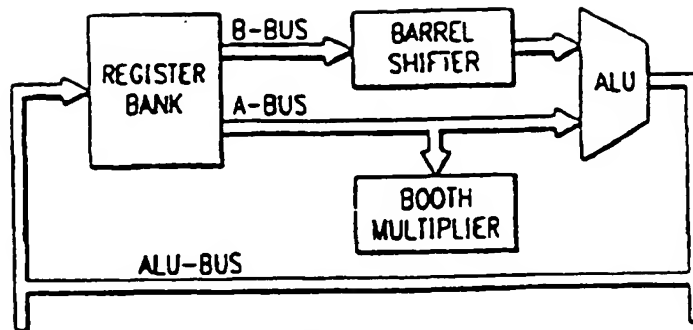 B-BUS
BARREL
SHIFTER
REGISTER
BANK
ALU
A-BUS
BOOTH
MULTIPLIER
ALU-BUS